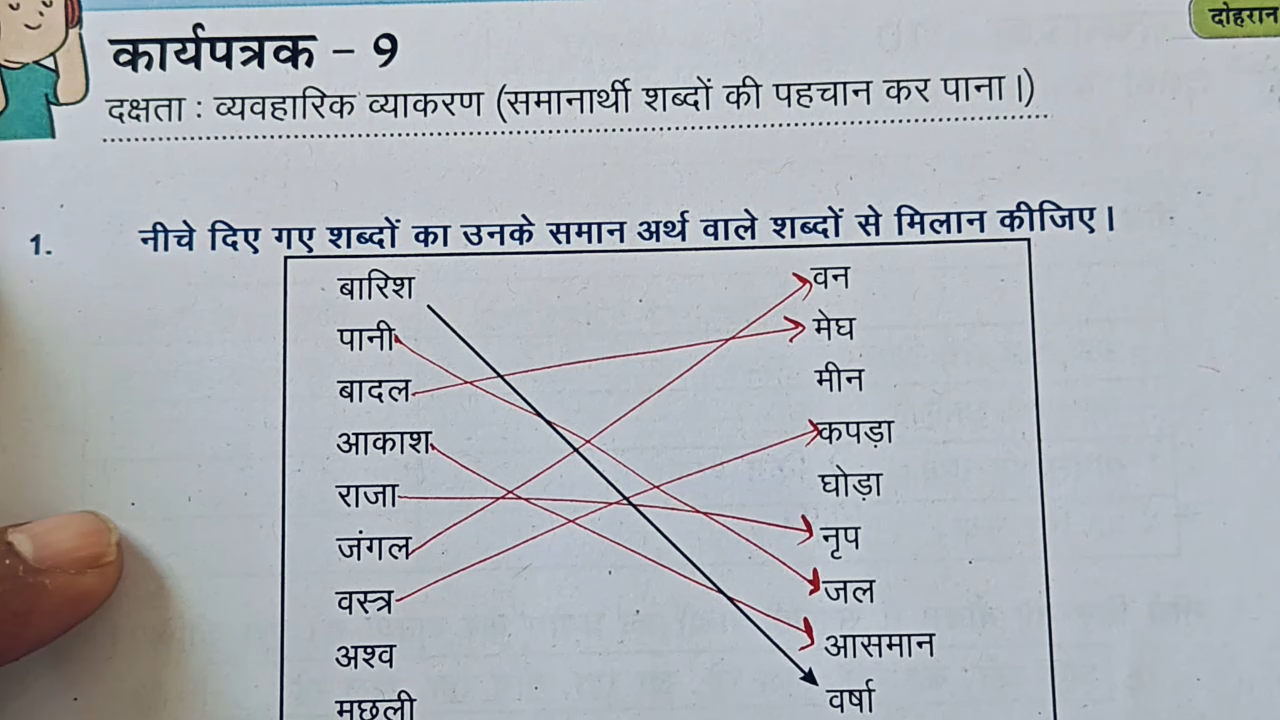 दोहरान
कार्यपत्रक – 9
दक्षता : व्यवहारिक व्याकरण (समानार्थी शब्दों की पहचान कर पाना।)
1. नीचे दिए गए शब्दों का उनके समान अर्थ वाले शब्दों से मिलान कीजिए।
बारिश वन
पानी मेघ
बादल मीन
आकाश कपड़ा
राजा घोड़ा
जंगल नृप
वस्त्र जल
अश्व आसमान
मछली वर्षा